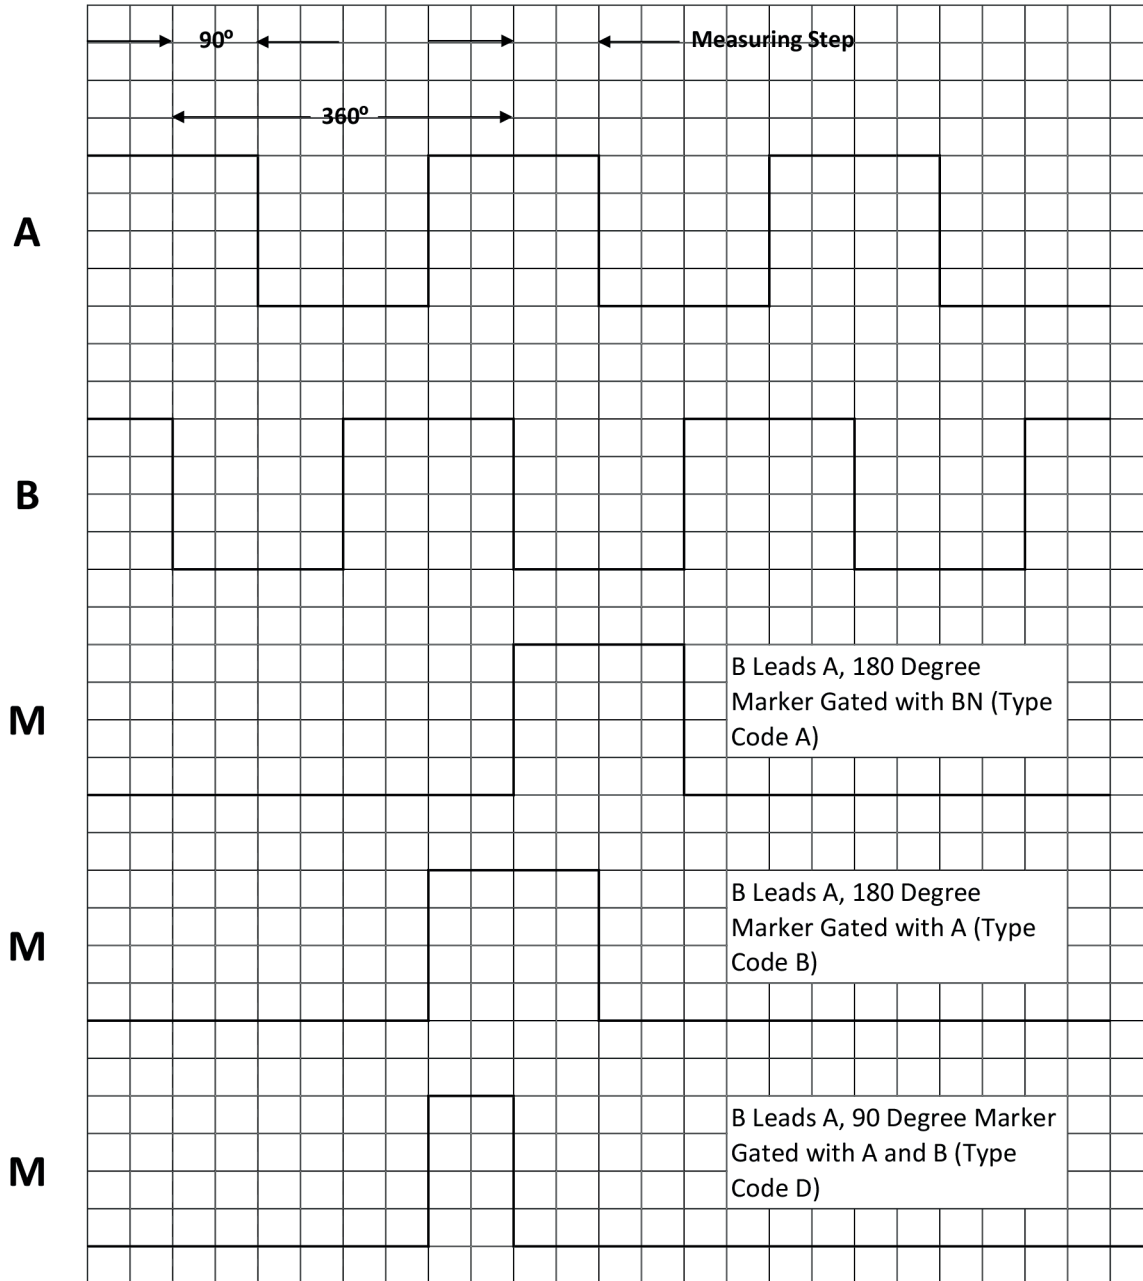 90º
Measuring Step
360º
A
B
M
B Leads A, 180 Degree
Marker Gated with BN (Type
Code A)
M
B Leads A, 180 Degree
Marker Gated with A (Type
Code B)
M
B Leads A, 90 Degree Marker
Gated with A and B (Type
Code D)